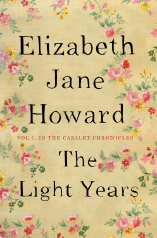 Elizabeth
Jane
Howard
VOL 1. IN THE CAZALET CHRONICLES
The
Light Years